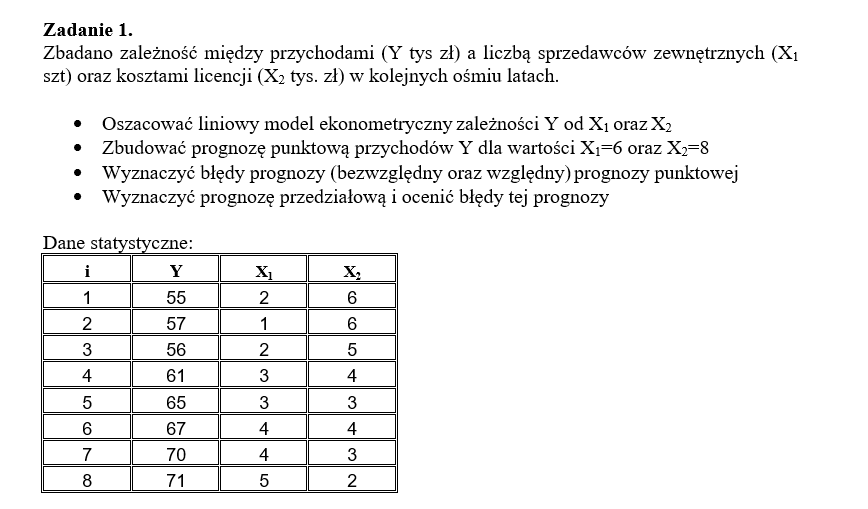 Zadanie 1.
Zbadano zależność między przychodami (Y tys zł) a liczbą sprzedawców zewnętrznych (X₁
szt) oraz kosztami licencji (X₂ tys. zł) w kolejnych ośmiu latach.
• Oszacować liniowy model ekonometryczny zależności Y od X₁ oraz X₂
• Zbudować prognozę punktową przychodów Y dla wartości X₁=6 oraz X₂=8
• Wyznaczyć błędy prognozy (bezwzględny oraz względny) prognozy punktowej
• Wyznaczyć prognozę przedziałową i ocenić błędy tej prognozy
Dane statystyczne:
i Y X₁ X₂
1 55 2 6
2 57 1 6
3 56 2 5
4 61 3 4
5 65 3 3
6 67 4 4
7 70 4 3
8 71 5 2